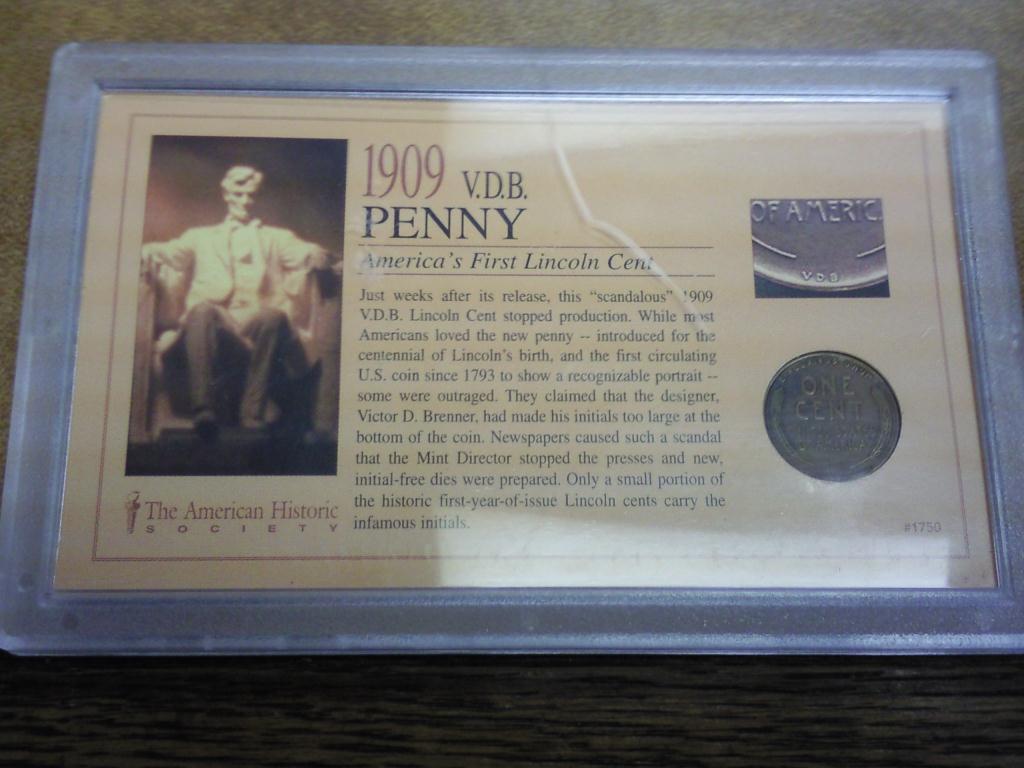 1909 V.D.B.
PENNY
America's First Lincoln Cent
Just weeks after its release, this “scandalous” 1909
V.D.B. Lincoln Cent stopped production. While most
Americans loved the new penny -- introduced for the
centennial of Lincoln's birth, and the first circulating
U.S. coin since 1793 to show a recognizable portrait --
some were outraged. They claimed that the designer,
Victor D. Brenner, had made his initials too large at the
bottom of the coin. Newspapers caused such a scandal
that the Mint Director stopped the presses and new,
initial-free dies were prepared. Only a small portion of
the historic first-year-of-issue Lincoln cents carry the
infamous initials.
The American Historic
SOCIETY
OF AMERIC
V D B
ONE
CENT
#1750